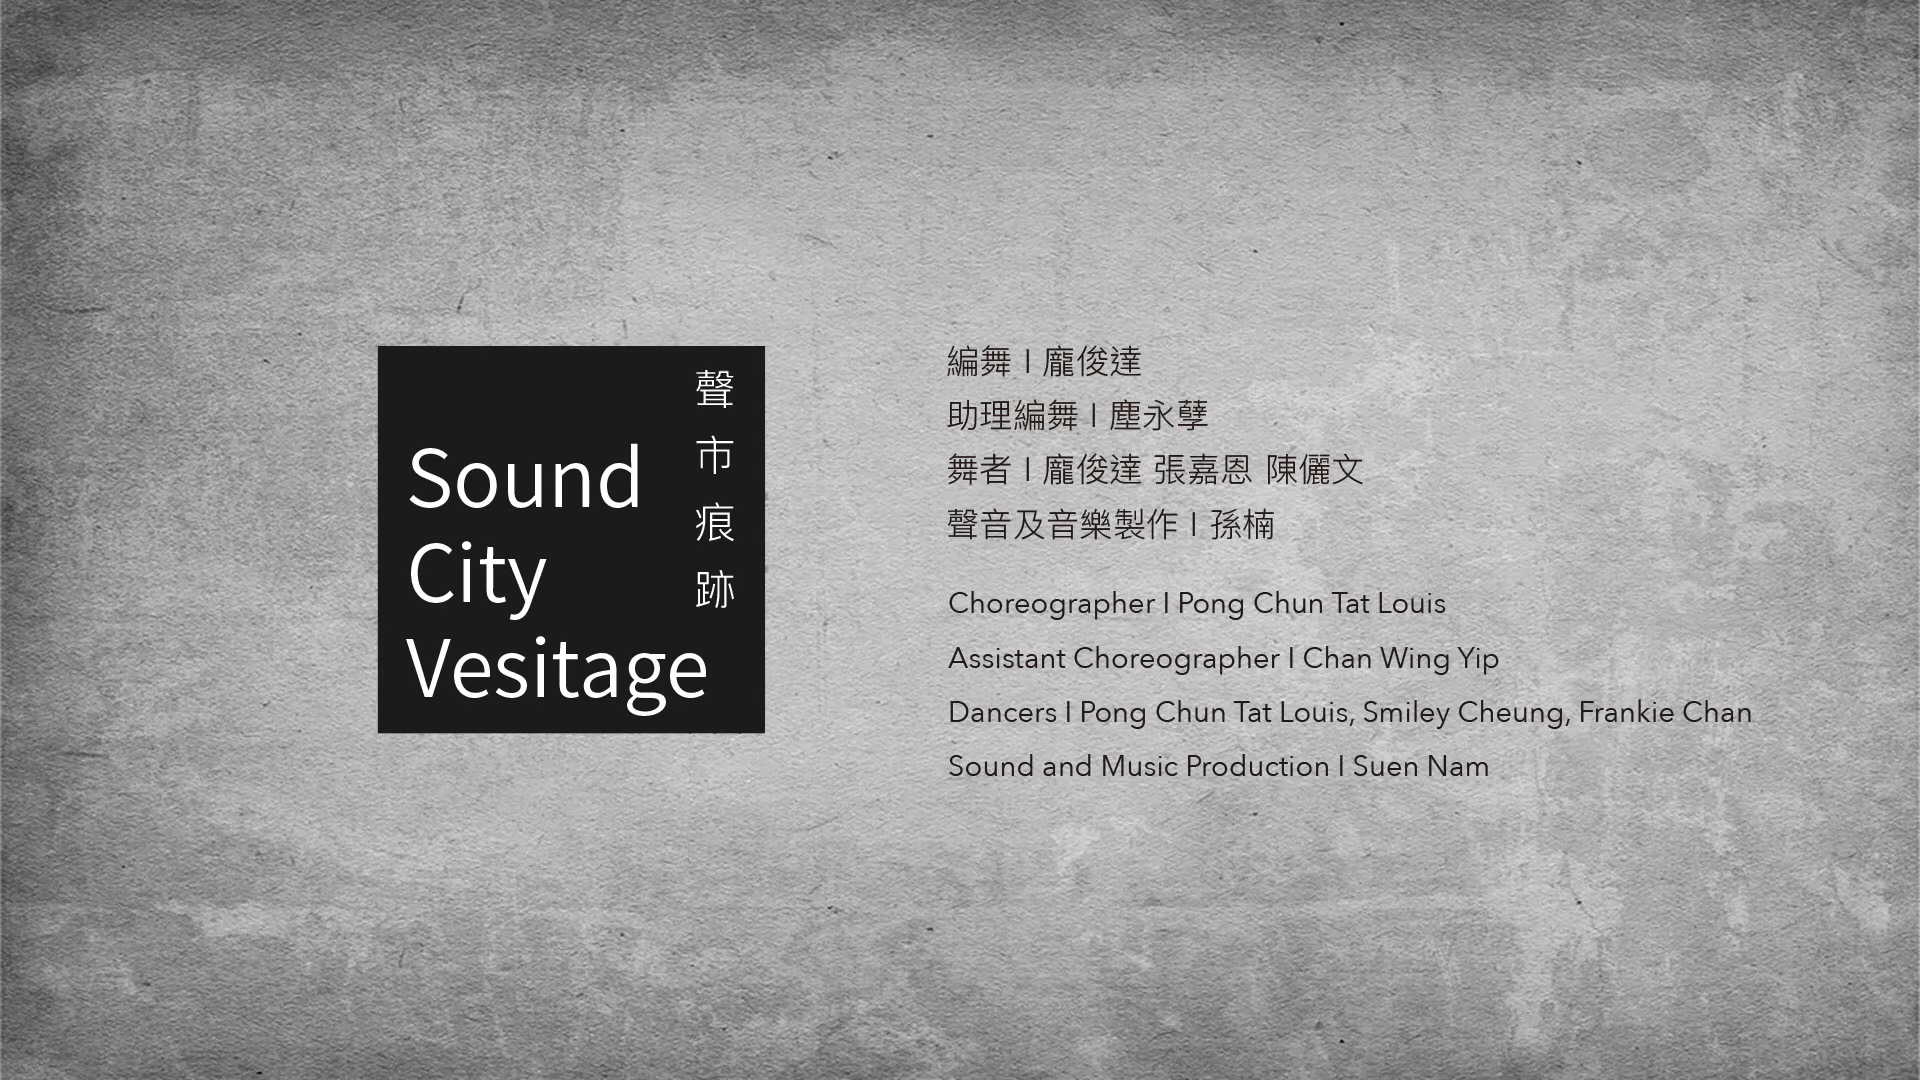 Sound
City
Vesitage
聲市痕跡
編舞 I 龐俊達
助理編舞 I 塵永孽
舞者 I 龐俊達 張嘉恩 陳儷文
聲音及音樂製作 I 孫楠
Choreographer I Pong Chun Tat Louis
Assistant Choreographer I Chan Wing Yip
Dancers I Pong Chun Tat Louis, Smiley Cheung, Frankie Chan
Sound and Music Production I Suen Nam